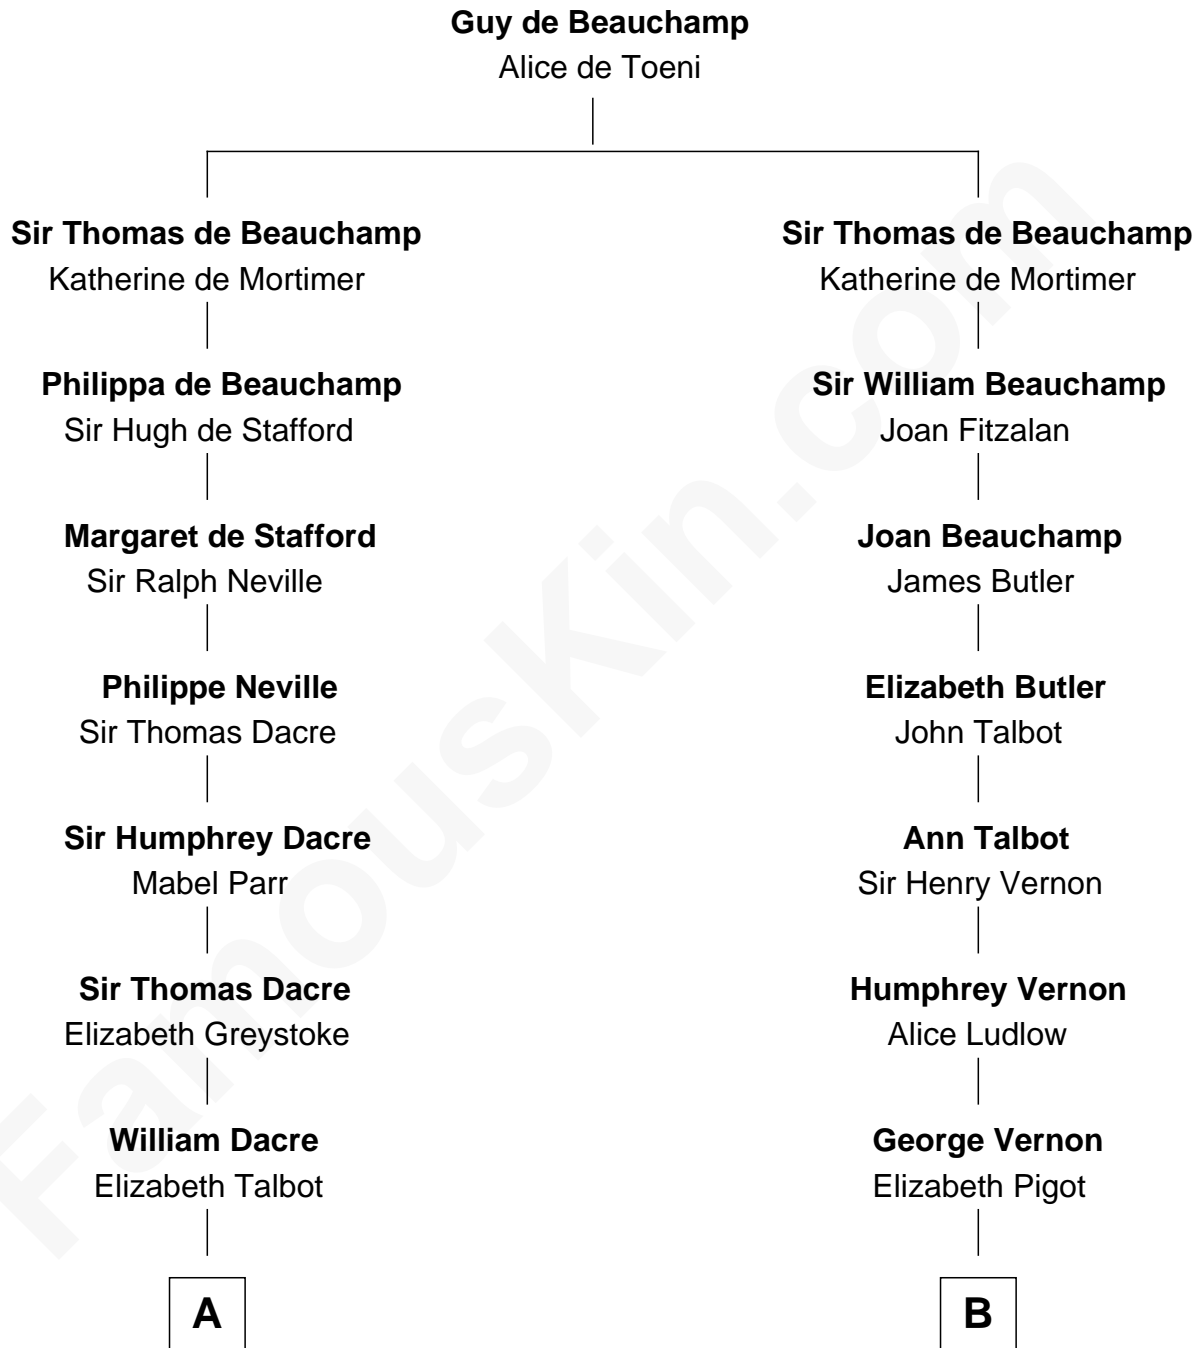 Guy de Beauchamp
Alice de Toeni
Sir Thomas de Beauchamp
Katherine de Mortimer
Sir Thomas de Beauchamp
Katherine de Mortimer
Philippa de Beauchamp
Sir Hugh de Stafford
Sir William Beauchamp
Joan Fitzalan
Margaret de Stafford
Sir Ralph Neville
Joan Beauchamp
James Butler
Philippe Neville
Sir Thomas Dacre
Elizabeth Butler
John Talbot
Sir Humphrey Dacre
Mabel Parr
Ann Talbot
Sir Henry Vernon
Sir Thomas Dacre
Elizabeth Greystoke
Humphrey Vernon
Alice Ludlow
William Dacre
Elizabeth Talbot
George Vernon
Elizabeth Pigot
A
B
FamousKin.com